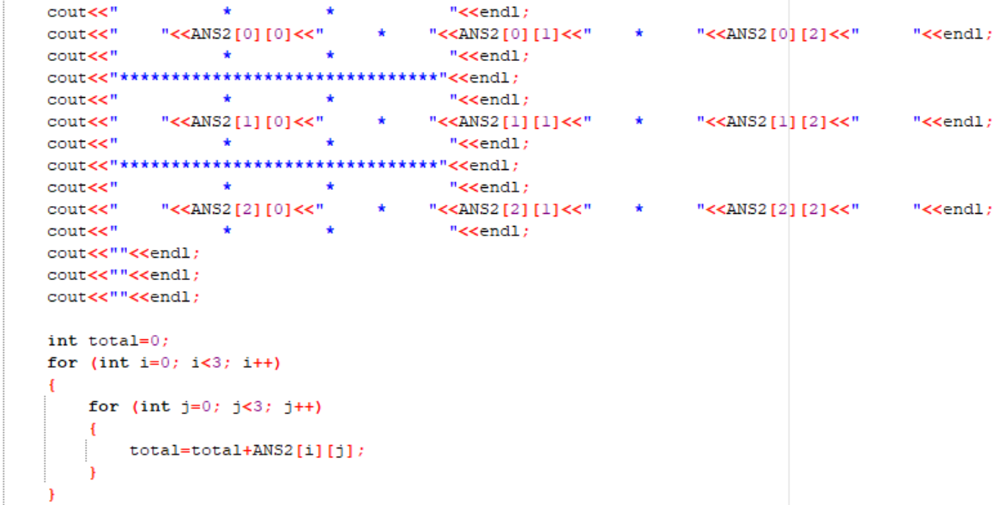 cout<<"          *         *           "<<endl;
cout<<"    "<<ANS2[0][0]<<"     *    "<<ANS2[0][1]<<"    *     "<<ANS2[0][2]<<"     "<<endl;
cout<<"          *         *           "<<endl;
cout<<"*******************************"<<endl;
cout<<"          *         *           "<<endl;
cout<<"    "<<ANS2[1][0]<<"     *    "<<ANS2[1][1]<<"    *     "<<ANS2[1][2]<<"     "<<endl;
cout<<"          *         *           "<<endl;
cout<<"*******************************"<<endl;
cout<<"          *         *           "<<endl;
cout<<"    "<<ANS2[2][0]<<"     *    "<<ANS2[2][1]<<"    *     "<<ANS2[2][2]<<"     "<<endl;
cout<<"          *         *           "<<endl;
cout<<""<<endl;
cout<<""<<endl;
cout<<""<<endl;

int total=0;
for (int i=0; i<3; i++)
{
    for (int j=0; j<3; j++)
    {
        total=total+ANS2[i][j];
    }
}